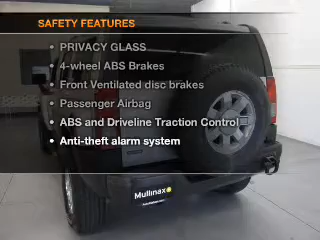 SAFETY FEATURES
• PRIVACY GLASS
• 4-wheel ABS Brakes
• Front Ventilated disc brakes
• Passenger Airbag
• ABS and Driveline Traction Control
• Anti-theft alarm system
Mullinax